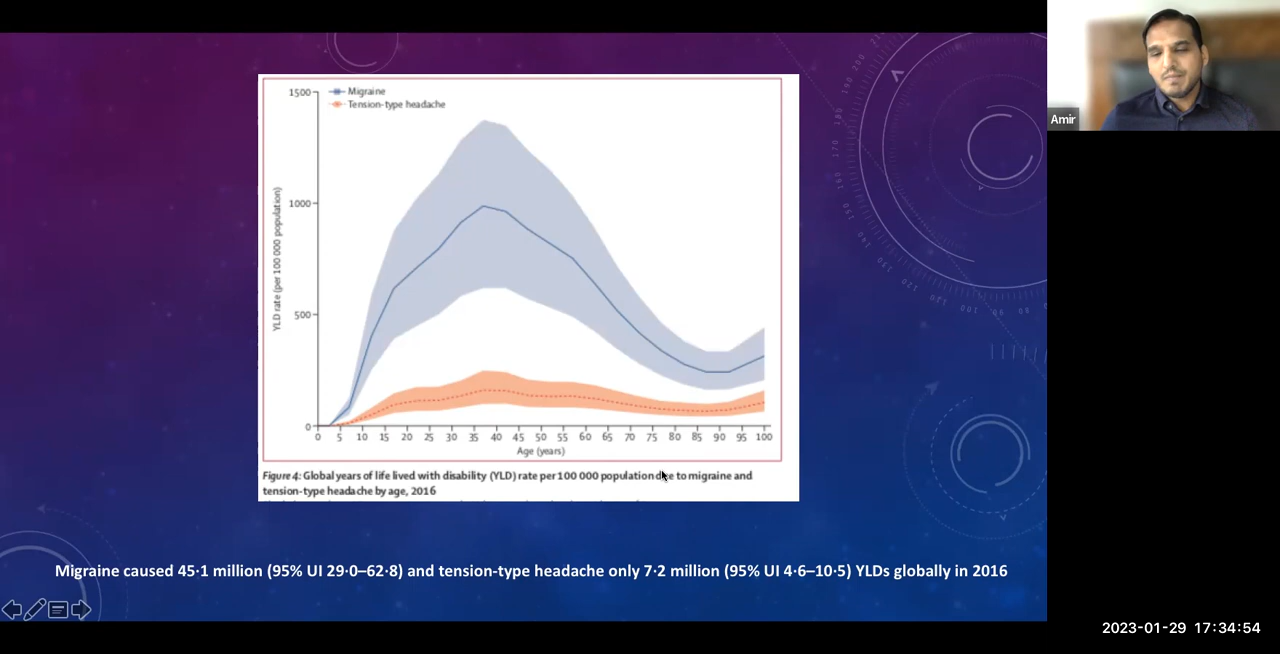 Migraine
Tension-type headache
YLD rate (per 100 000 population)
1500
1000
500
0
0 5 10 15 20 25 30 35 40 45 50 55 60 65 70 75 80 85 90 95 100
Age (years)
Figure 4: Global years of life lived with disability (YLD) rate per 100 000 population due to migraine and
tension-type headache by age, 2016
Migraine caused 45·1 million (95% UI 29·0–62·8) and tension-type headache only 7·2 million (95% UI 4·6–10·5) YLDs globally in 2016
Amir
2023-01-29 17:34:54